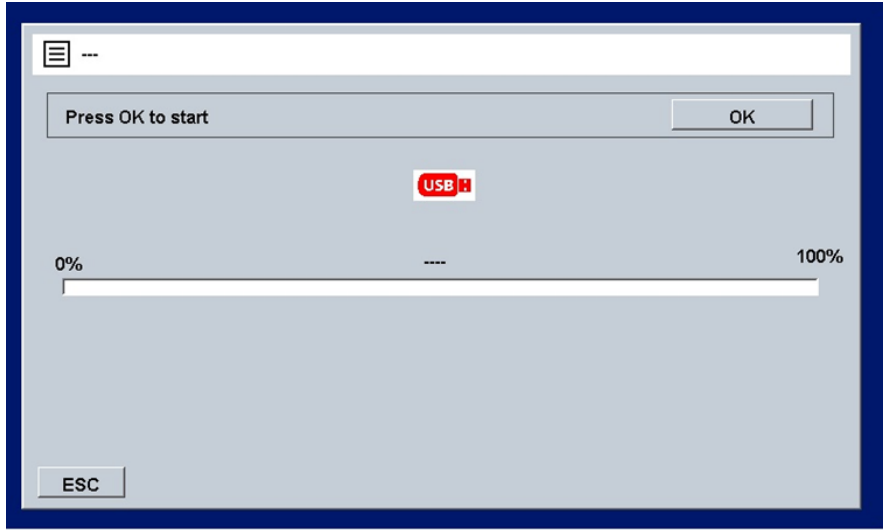 ---
Press OK to start
OK
USB
0%
----
100%
ESC